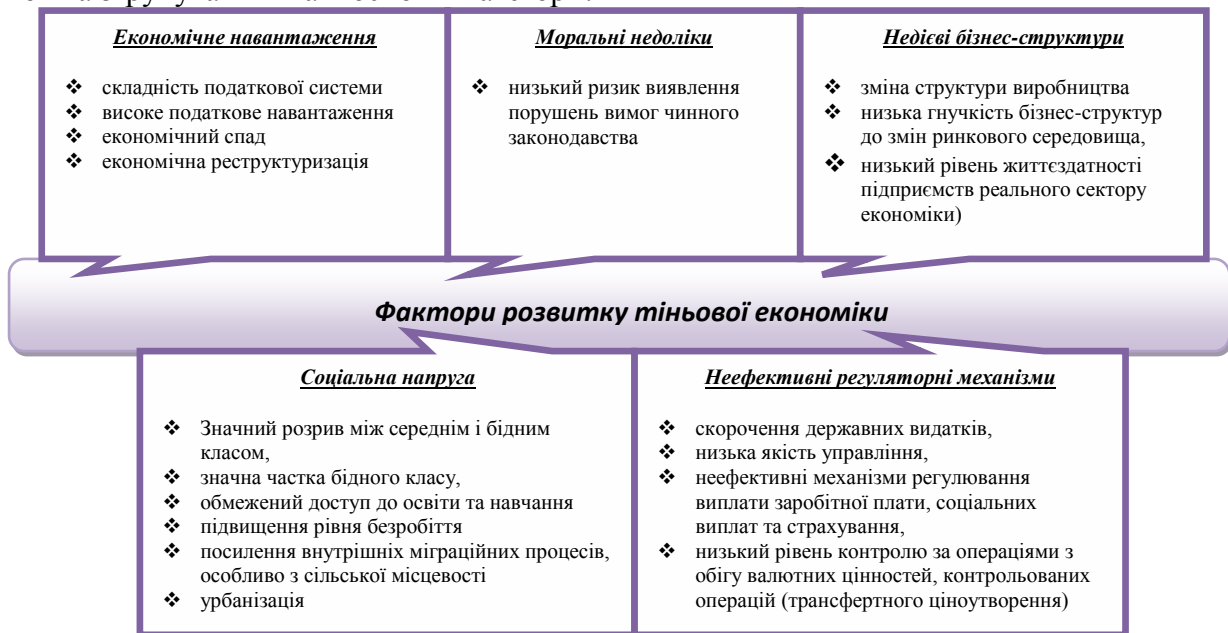 Економічне навантаження
❖ складність податкової системи
❖ високе податкове навантаження
❖ економічний спад
❖ економічна реструктуризація
Моральні недоліки
❖ низький ризик виявлення
порушень вимог чинного
законодавства
Недієві бізнес-структури
❖ зміна структури виробництва
❖ низька гнучкість бізнес-структур
до змін ринкового середовища,
❖ низький рівень життєздатності
підприємств реального сектору
економіки)
Фактори розвитку тіньової економіки
Соціальна напруга
❖ Значний розрив між середнім і бідним
класом,
❖ значна частка бідного класу,
❖ обмежений доступ до освіти та навчання
❖ підвищення рівня безробіття
❖ посилення внутрішніх міграційних процесів,
особливо з сільської місцевості
❖ урбанізація
Неефективні регуляторні механізми
❖ скорочення державних видатків,
❖ низька якість управління,
❖ неефективні механізми регулювання
виплати заробітної плати, соціальних
виплат та страхування,
❖ низький рівень контролю за операціями з
обігу валютних цінностей, контрольованих
операцій (трансфертного ціноутворення)